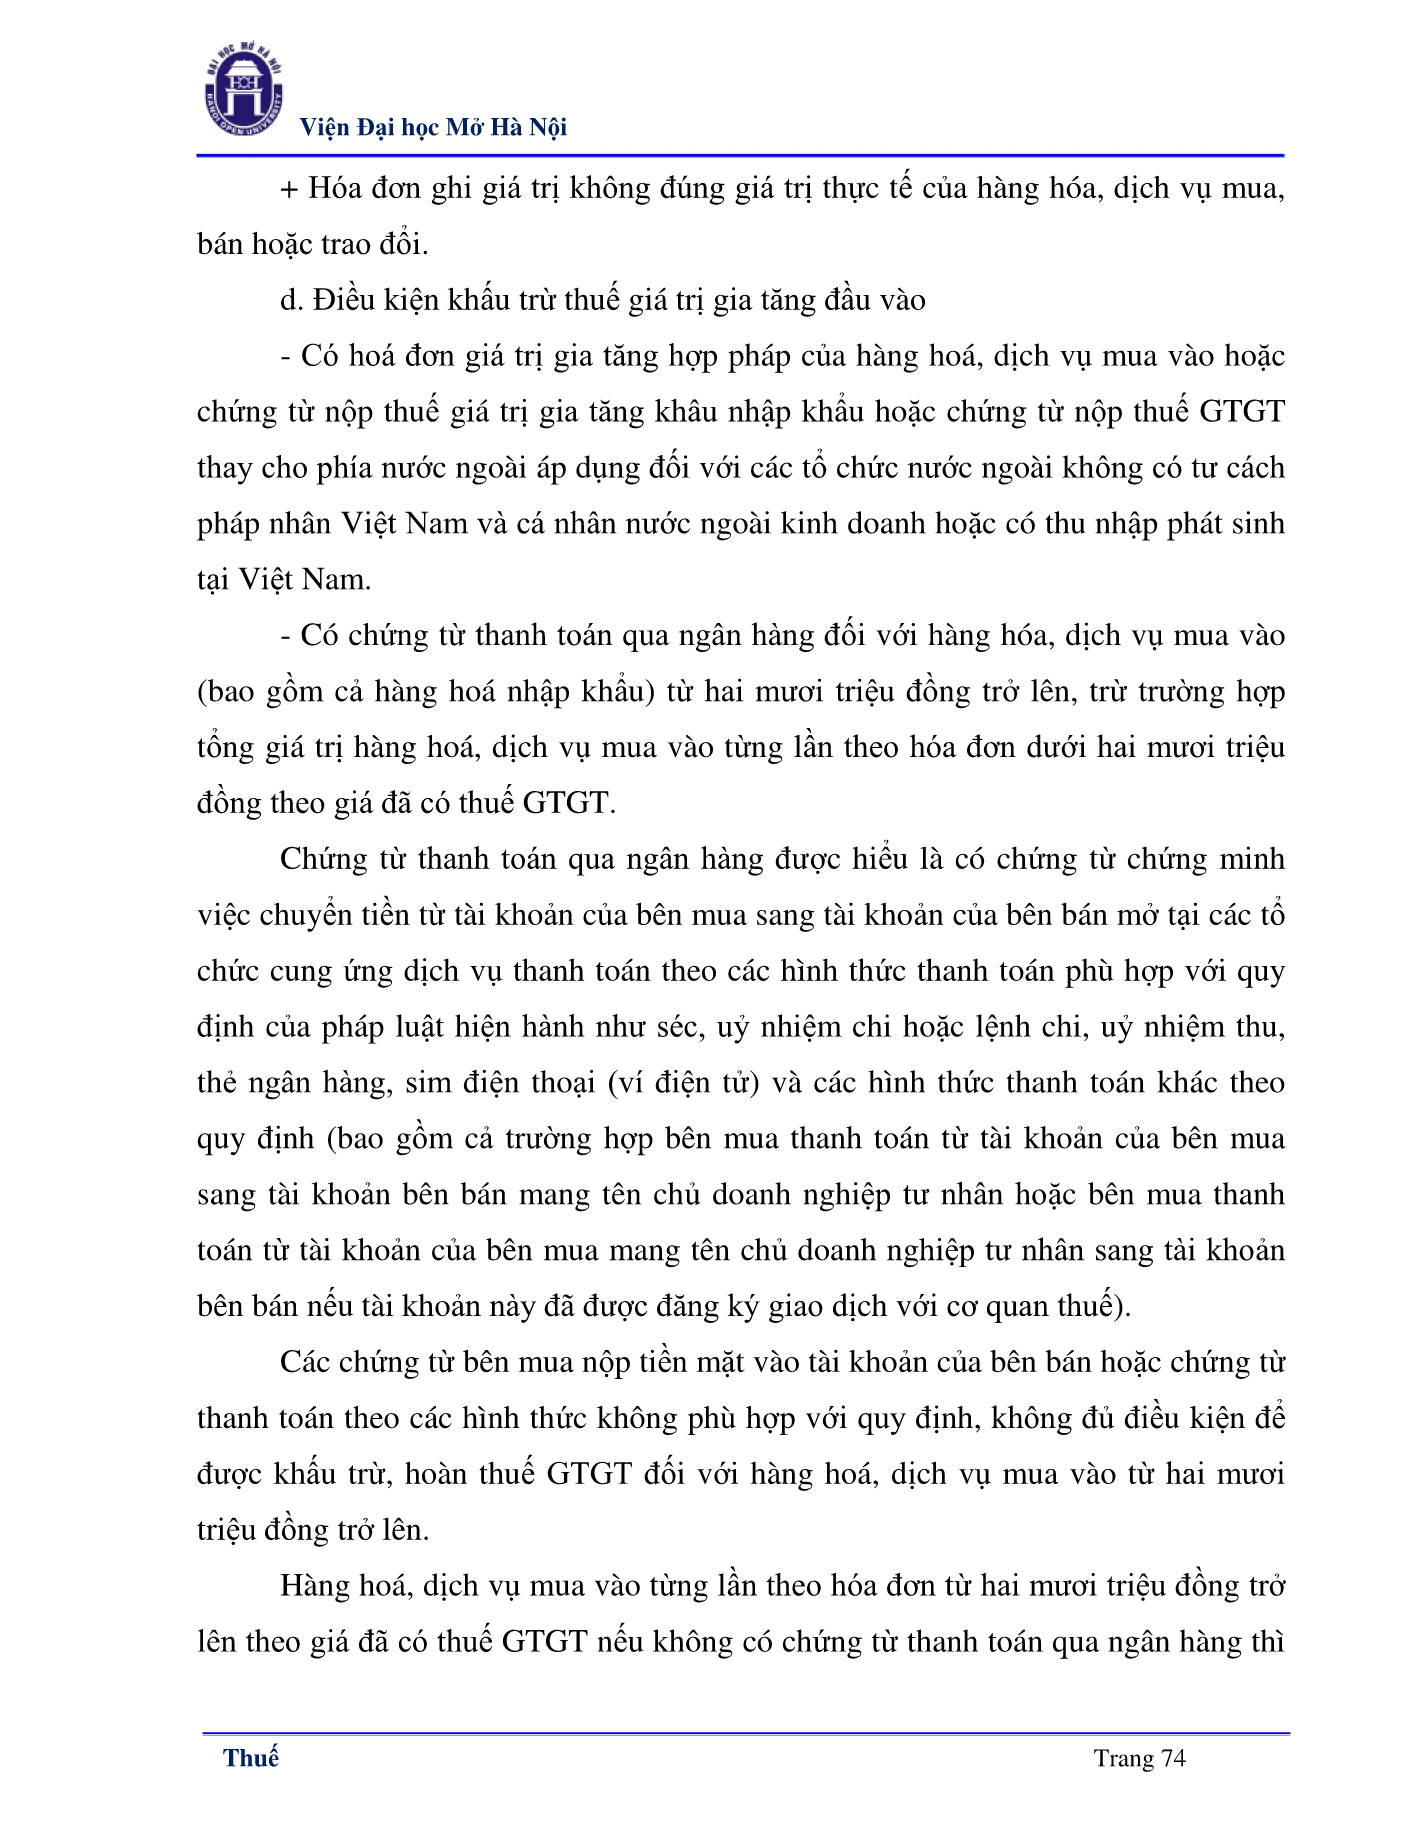 ĐẠI HỌC MỞ HÀ NỘI
HANOI OPEN UNIVERSITY
Viện Đại học Mở Hà Nội
+ Hóa đơn ghi giá trị không đúng giá trị thực tế của hàng hóa, dịch vụ mua,
bán hoặc trao đổi.
d. Điều kiện khấu trừ thuế giá trị gia tăng đầu vào
- Có hoá đơn giá trị gia tăng hợp pháp của hàng hoá, dịch vụ mua vào hoặc
chứng từ nộp thuế giá trị gia tăng khâu nhập khẩu hoặc chứng từ nộp thuế GTGT
thay cho phía nước ngoài áp dụng đối với các tổ chức nước ngoài không có tư cách
pháp nhân Việt Nam và cá nhân nước ngoài kinh doanh hoặc có thu nhập phát sinh
tại Việt Nam.
- Có chứng từ thanh toán qua ngân hàng đối với hàng hóa, dịch vụ mua vào
(bao gồm cả hàng hoá nhập khẩu) từ hai mươi triệu đồng trở lên, trừ trường hợp
tổng giá trị hàng hoá, dịch vụ mua vào từng lần theo hóa đơn dưới hai mươi triệu
đồng theo giá đã có thuế GTGT.
Chứng từ thanh toán qua ngân hàng được hiểu là có chứng từ chứng minh
việc chuyển tiền từ tài khoản của bên mua sang tài khoản của bên bán mở tại các tổ
chức cung ứng dịch vụ thanh toán theo các hình thức thanh toán phù hợp với quy
định của pháp luật hiện hành như séc, uỷ nhiệm chi hoặc lệnh chi, uỷ nhiệm thu,
thẻ ngân hàng, sim điện thoại (ví điện tử) và các hình thức thanh toán khác theo
quy định (bao gồm cả trường hợp bên mua thanh toán từ tài khoản của bên mua
sang tài khoản bên bán mang tên chủ doanh nghiệp tư nhân hoặc bên mua thanh
toán từ tài khoản của bên mua mang tên chủ doanh nghiệp tư nhân sang tài khoản
bên bán nếu tài khoản này đã được đăng ký giao dịch với cơ quan thuế).
Các chứng từ bên mua nộp tiền mặt vào tài khoản của bên bán hoặc chứng từ
thanh toán theo các hình thức không phù hợp với quy định, không đủ điều kiện để
được khấu trừ, hoàn thuế GTGT đối với hàng hoá, dịch vụ mua vào từ hai mươi
triệu đồng trở lên.
Hàng hoá, dịch vụ mua vào từng lần theo hóa đơn từ hai mươi triệu đồng trở
lên theo giá đã có thuế GTGT nếu không có chứng từ thanh toán qua ngân hàng thì
Thuế
Trang 74